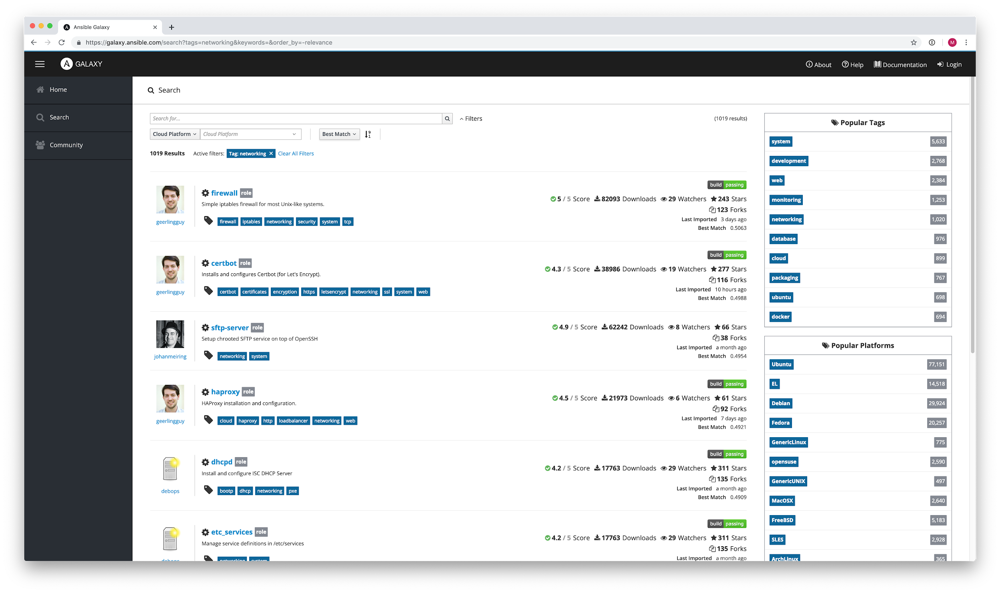 Ansible Galaxy
https://galaxy.ansible.com/search?tags=networking&keywords=&order_by=-relevance
M
A GALAXY
About Help Documentation Login
Home
Search
Community
Search
Search for...
Filters
(1019 results)
Cloud Platform Cloud Platform Best Match
1019 Results Active filters: Tag: networking Clear All Filters
build passing
firewall role
5 / 5 Score 82093 Downloads 29 Watchers 243 Stars
Simple iptables firewall for most Unix-like systems.
123 Forks
geerlingguy
firewall iptables networking security system tcp
Last Imported 3 days ago
Best Match 0.5063
build passing
certbot role
4.3 / 5 Score 38986 Downloads 19 Watchers 277 Stars
Installs and configures Certbot (for Let's Encrypt).
116 Forks
geerlingguy
certbot certificates encryption https letsencrypt networking ssl system web
Last Imported 10 hours ago
Best Match 0.4988
sftp-server role
4.9 / 5 Score 62242 Downloads 8 Watchers 66 Stars
Setup chrooted SFTP service on top of OpenSSH
38 Forks
johanmeiring
networking system
Last Imported a month ago
Best Match 0.4954
build passing
haproxy role
4.5 / 5 Score 21973 Downloads 6 Watchers 61 Stars
HAProxy installation and configuration.
92 Forks
geerlingguy
cloud haproxy http loadbalancer networking web
Last Imported 7 days ago
Best Match 0.4921
build passing
dhcpd role
4.2 / 5 Score 17763 Downloads 29 Watchers 311 Stars
Install and configure ISC DHCP Server
135 Forks
debops
bootp dhcp networking pxe
Last Imported a month ago
Best Match 0.4909
build passing
etc_services role
4.2 / 5 Score 17763 Downloads 29 Watchers 311 Stars
Manage service definitions in /etc/services
135 Forks
debops
networking system
Last Imported a month ago
Popular Tags
system 5,633
development 2,768
web 2,384
monitoring 1,253
networking 1,020
database 976
cloud 899
packaging 767
ubuntu 698
docker 694
Popular Platforms
Ubuntu 77,151
EL 14,518
Debian 29,924
Fedora 20,257
GenericLinux 775
opensuse 2,590
GenericUNIX 497
MacOSX 2,640
FreeBSD 5,183
SLES 2,928
ArchLinux 365